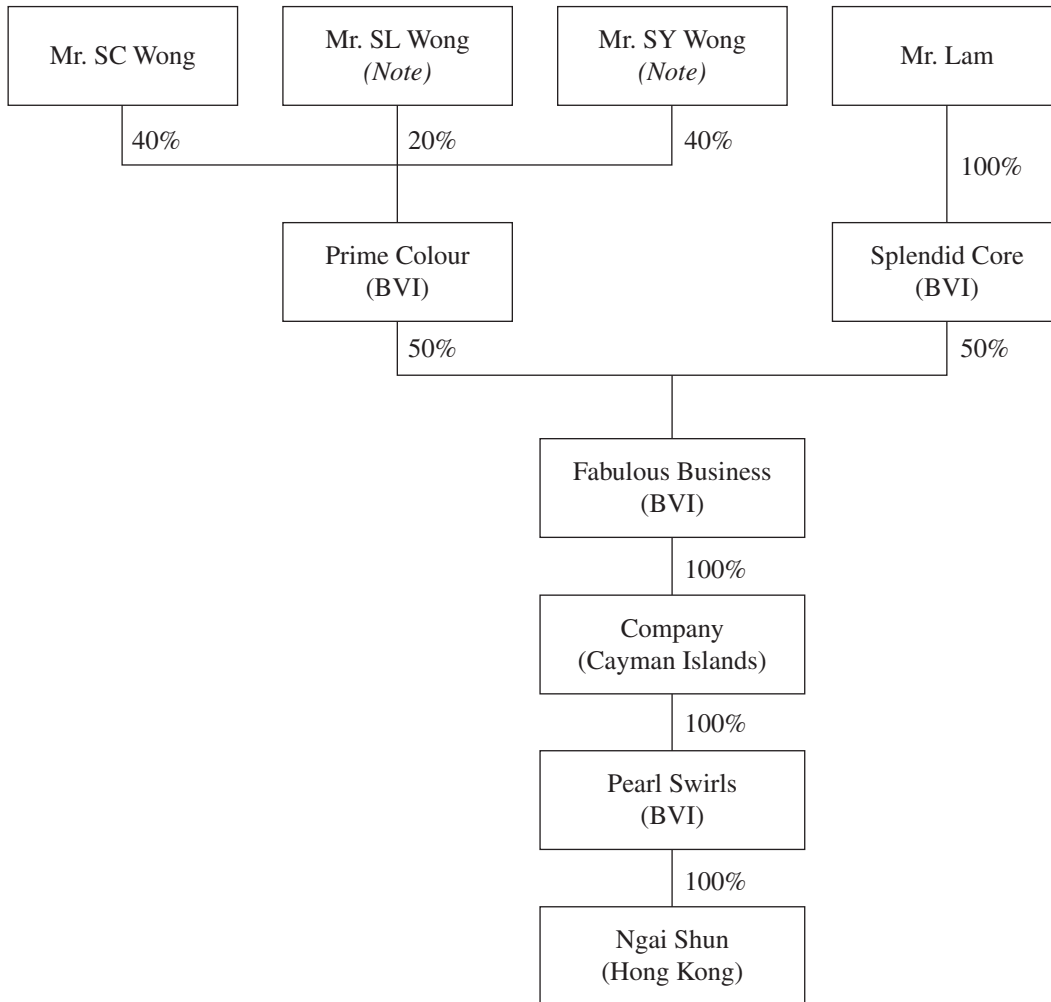 Mr. SC Wong
Mr. SL Wong
(Note)
Mr. SY Wong
(Note)
Mr. Lam
40%
20%
40%
100%
Prime Colour
(BVI)
Splendid Core
(BVI)
50%
50%
Fabulous Business
(BVI)
100%
Company
(Cayman Islands)
100%
Pearl Swirls
(BVI)
100%
Ngai Shun
(Hong Kong)